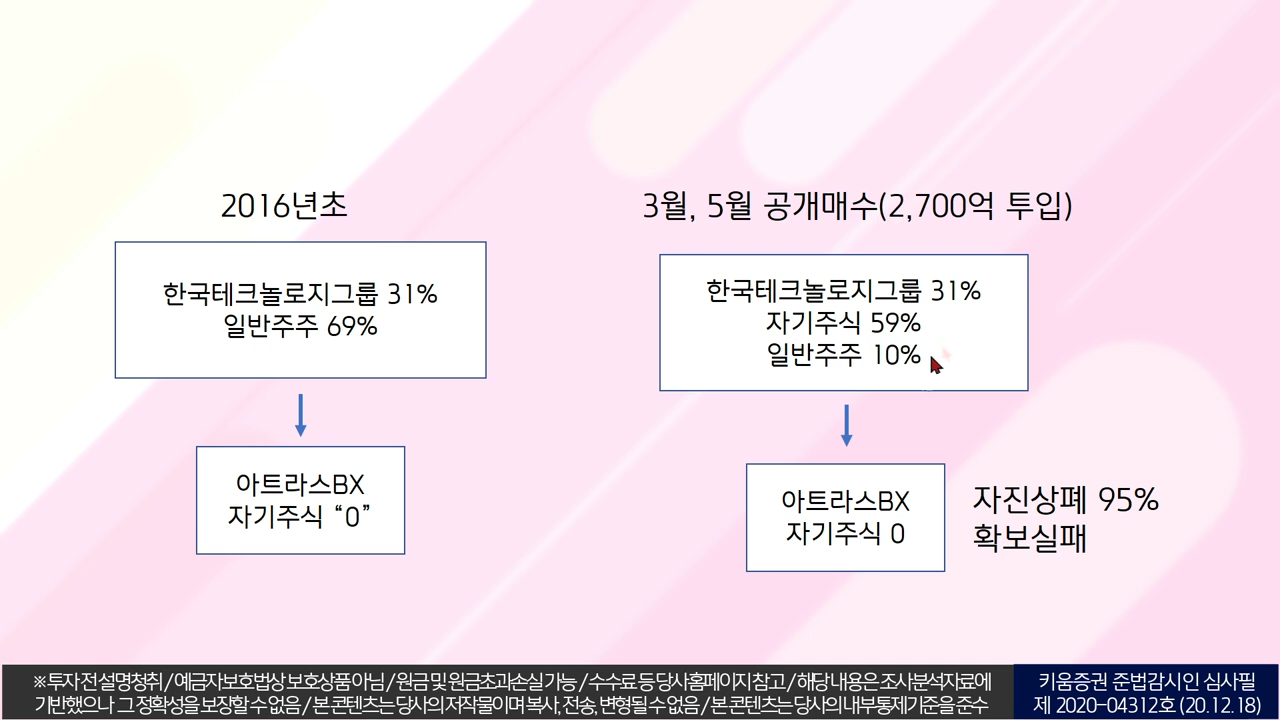 2016년초
한국테크놀로지그룹 31%
일반주주 69%
아트라스BX
자기주식 “0”
3월, 5월 공개매수(2,700억 투입)
한국테크놀로지그룹 31%
자기주식 59%
일반주주 10%
아트라스BX
자기주식 0
자진상폐 95%
확보실패
※ 투자 전 설명청취 / 예금자보호법상 보호상품 아님 / 원금 및 원금초과손실 가능 / 수수료 등 당사홈페이지 참고 / 해당 내용은 조사분석자료에
기반했으나 그 정확성을 보장할 수 없음 / 본 콘텐츠는 당사의 저작물이며 복사, 전송, 변형될 수 없음 / 본 콘텐츠는 당사의 내부통제기준을 준수
키움증권 준법감시인 심사필
제 2020-04312호 (20.12.18)